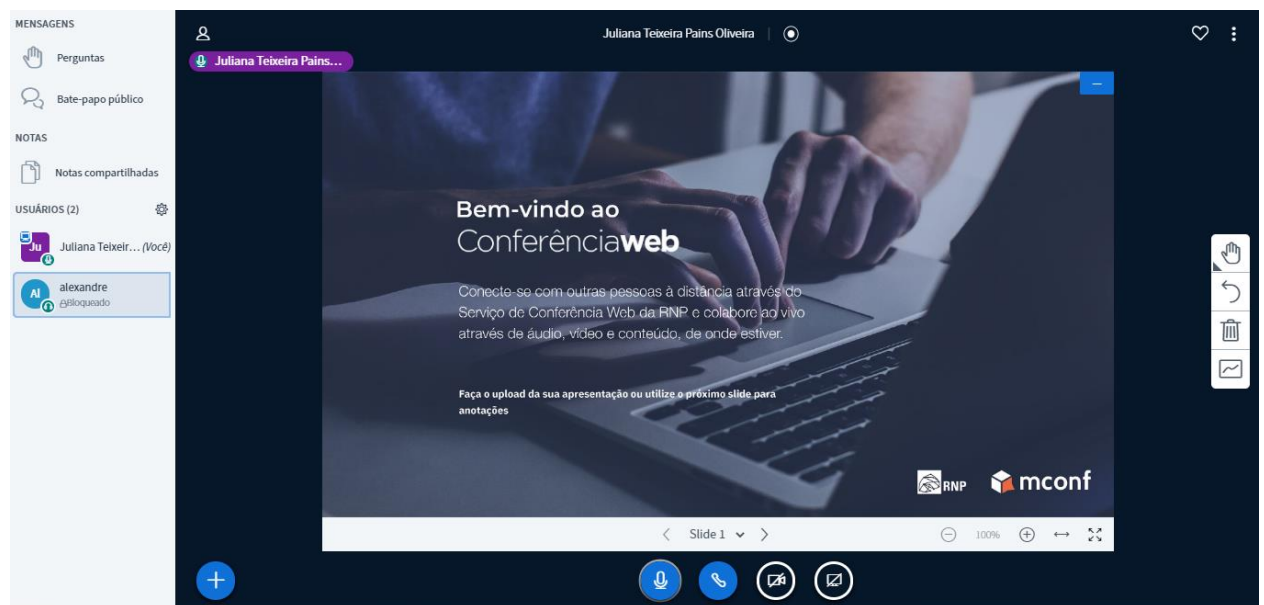 MENSAGENS
Perguntas
Bate-papo público
NOTAS
Notas compartilhadas
USUÁRIOS (2)
Ju
Juliana Teixeir... (Você)
Al
alexandre
Bloqueado
Juliana Teixeira Pains Oliveira
Juliana Teixeira Pains...
Bem-vindo ao
Conferênciaweb
Conecte-se com outras pessoas à distância através do
Serviço de Conferência Web da RNP e colabore ao vivo
através de áudio, vídeo e conteúdo, de onde estiver.
Faça o upload da sua apresentação ou utilize o próximo slide para
anotações
RNP
mconf
Slide 1
100%